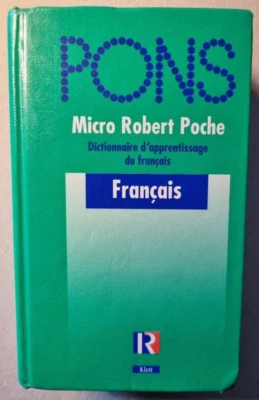 PONS
Micro Robert Poche
Dictionnaire d'apprentissage
du français
Français
R
Klett